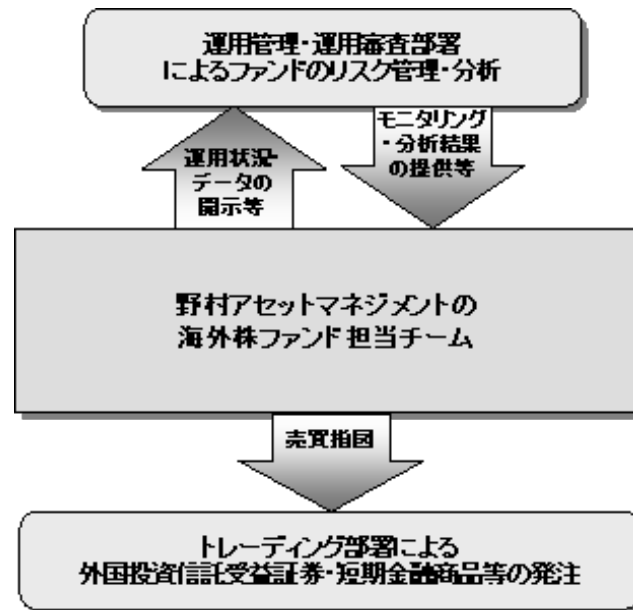 運用管理・運用審査部署
によるファンドのリスク管理・分析
運用状況・
データの
開示等
モニタリング
・分析結果
の提供等
野村アセットマネジメントの
海外株ファンド担当チーム
売買指図
トレーディング部署による
外国投資信託受益証券・短期金融商品等の発注